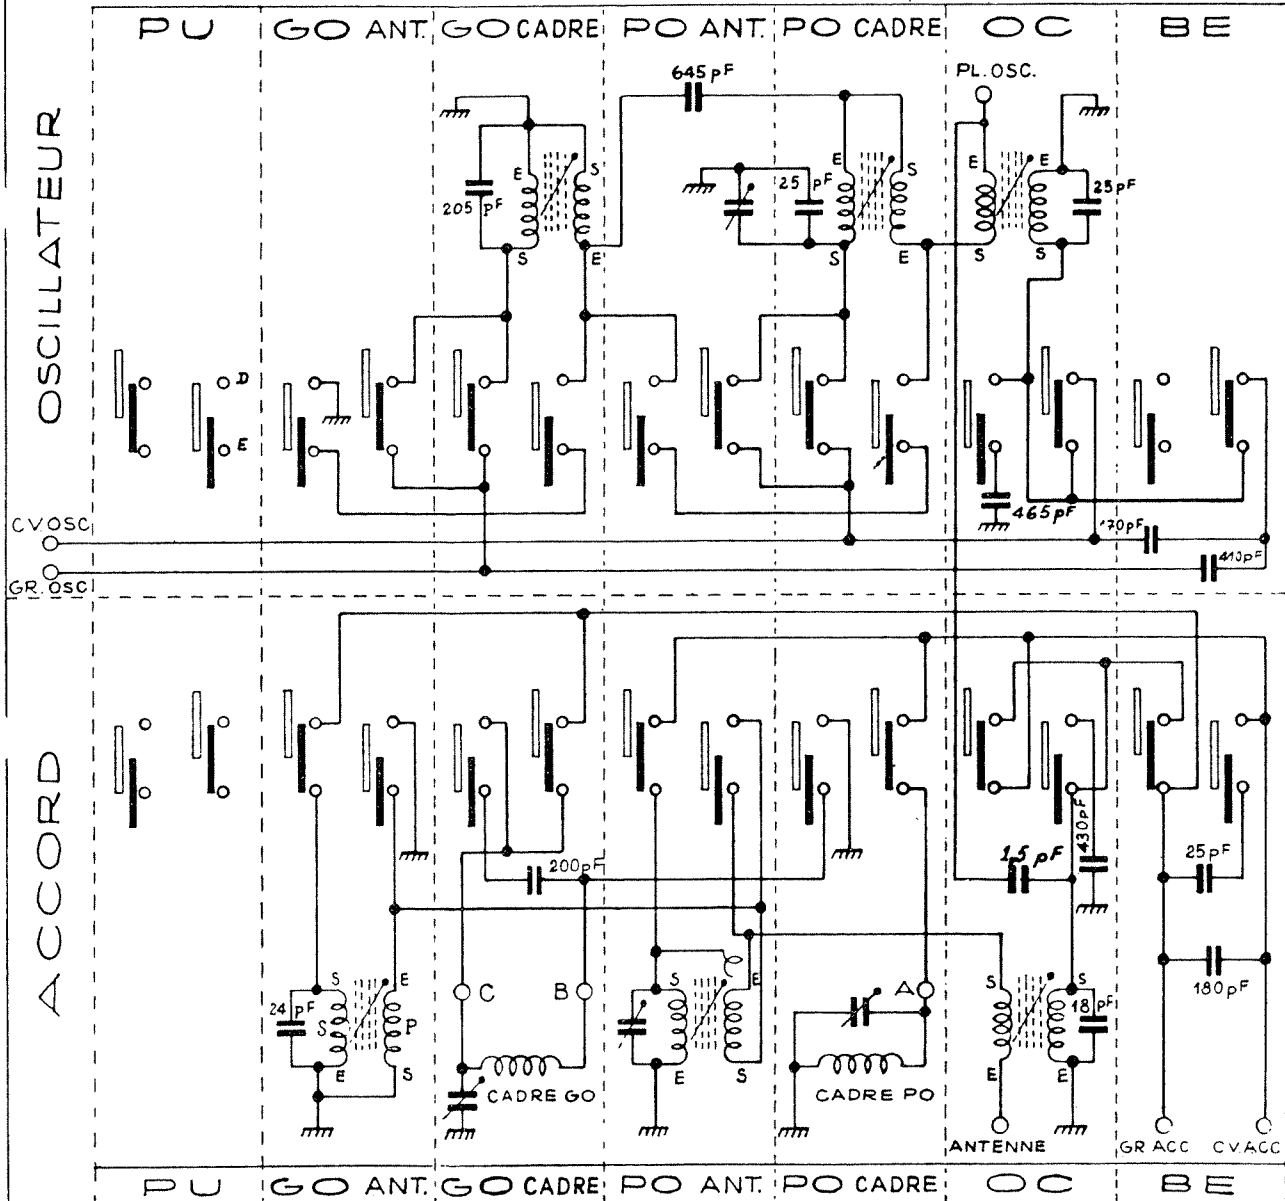 PU GO ANT. GO CADRE PO ANT. PO CADRE OC BE
OSCILLATEUR
645 pF
PL. OSC.
E S
205 pF
S E
E S
25 pF
S E
E E
25 pF
S S
D
E
CV OSC
GR. OSC
465 pF
170 pF
410 pF
ACCORD
200 pF
1,5 pF
430 pF
25 pF
180 pF
24 pF
S E
S P
E S
C B
CADRE GO
S E
E S
A
CADRE PO
S S
18 pF
E E
ANTENNE
GR ACC CV. ACC
PU GO ANT. GO CADRE PO ANT. PO CADRE OC BE